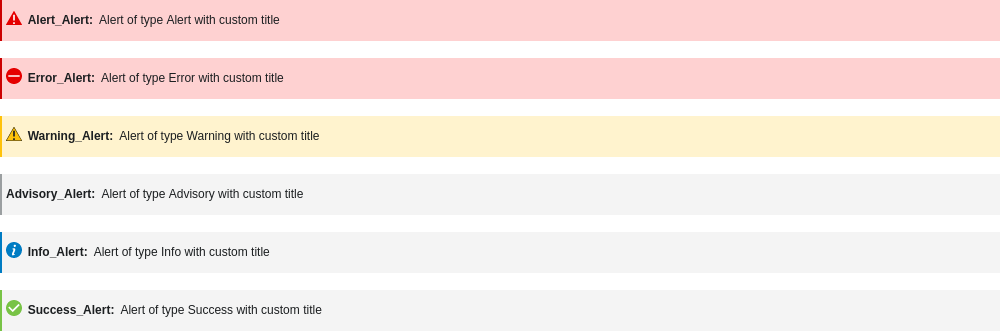 Alert_Alert: Alert of type Alert with custom title
Error_Alert: Alert of type Error with custom title
Warning_Alert: Alert of type Warning with custom title
Advisory_Alert: Alert of type Advisory with custom title
Info_Alert: Alert of type Info with custom title
Success_Alert: Alert of type Success with custom title